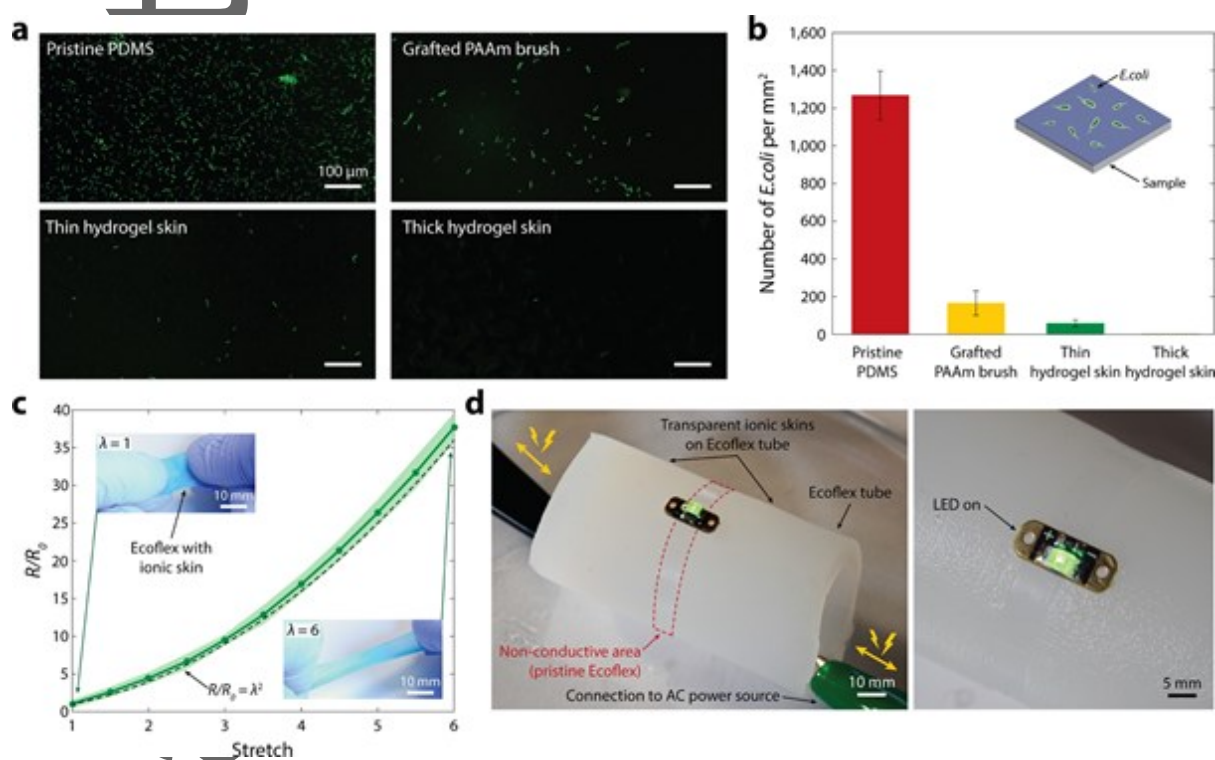 a
Pristine PDMS
100 µm
Grafted PAAm brush
Thin hydrogel skin
Thick hydrogel skin
b
Number of E.coli per mm²
1,600
1,400
1,200
1,000
800
600
400
200
0
E.coli
Sample
Pristine
PDMS
Grafted
PAAm brush
Thin
hydrogel skin
Thick
hydrogel skin
c
R/R₀
40
35
30
25
20
15
10
5
0
λ = 1
10 mm
Ecoflex with
ionic skin
λ = 6
10 mm
R/R₀ = λ²
1
2
3
4
5
6
Stretch
d
Transparent ionic skins
on Ecoflex tube
Ecoflex tube
Non-conductive area
(pristine Ecoflex)
Connection to AC power source
10 mm
LED on
5 mm